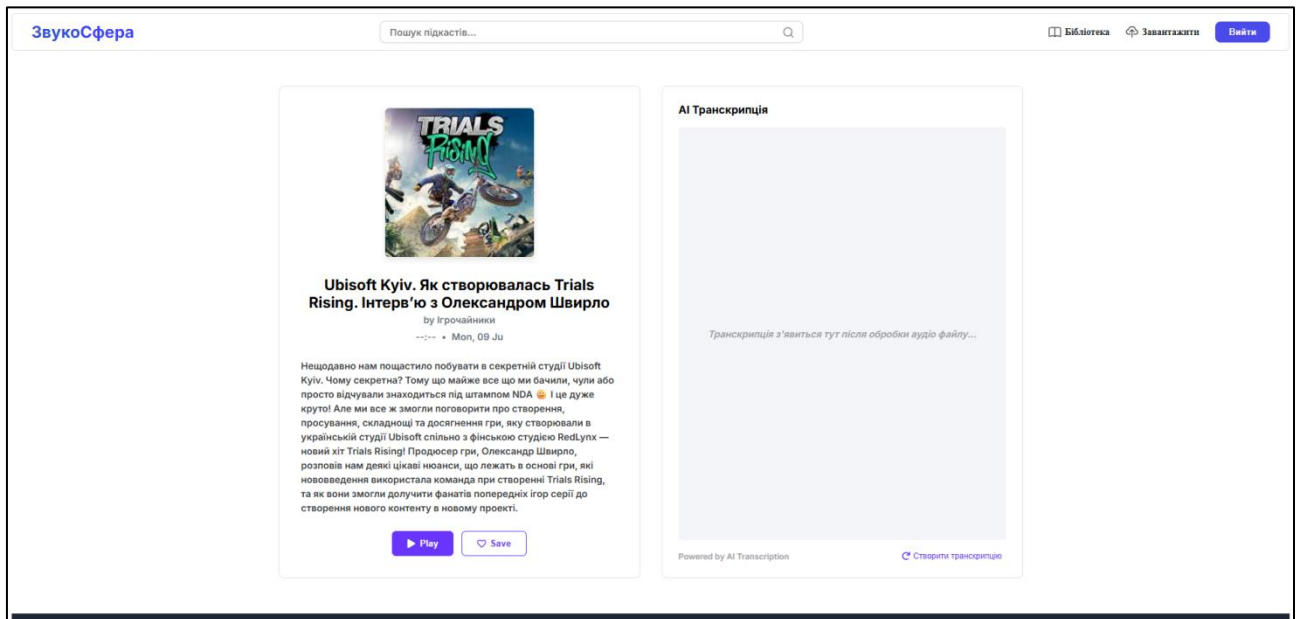 ЗвукоСфера
Пошук підкастів...
Бібліотека
Завантажити
Вийти
TRIALS
RISING
Ubisoft Kyiv. Як створювалась Trials
Rising. Інтерв’ю з Олександром Швирло
by Ігрочайники
--:-- • Mon, 09 Ju
Нещодавно нам пощастило побувати в секретній студії Ubisoft
Kyiv. Чому секретна? Тому що майже все що ми бачили, чули або
просто відчували знаходиться під штампом NDA 😀 І це дуже
круто! Але ми все ж змогли поговорити про створення,
просування, складнощі та досягнення гри, яку створювали в
українській студії Ubisoft спільно з фінською студією RedLynx —
новий хіт Trials Rising! Продюсер гри, Олександр Швирло,
розповів нам деякі цікаві нюанси, що лежать в основі гри, які
нововведення використала команда при створенні Trials Rising,
та як вони змогли долучити фанатів попередніх ігор серії до
створення нового контенту в новому проекті.
Play
Save
АІ Транскрипція
Транскрипція з'явиться тут після обробки аудіо файлу...
Powered by AI Transcription
Створити транскрипцію